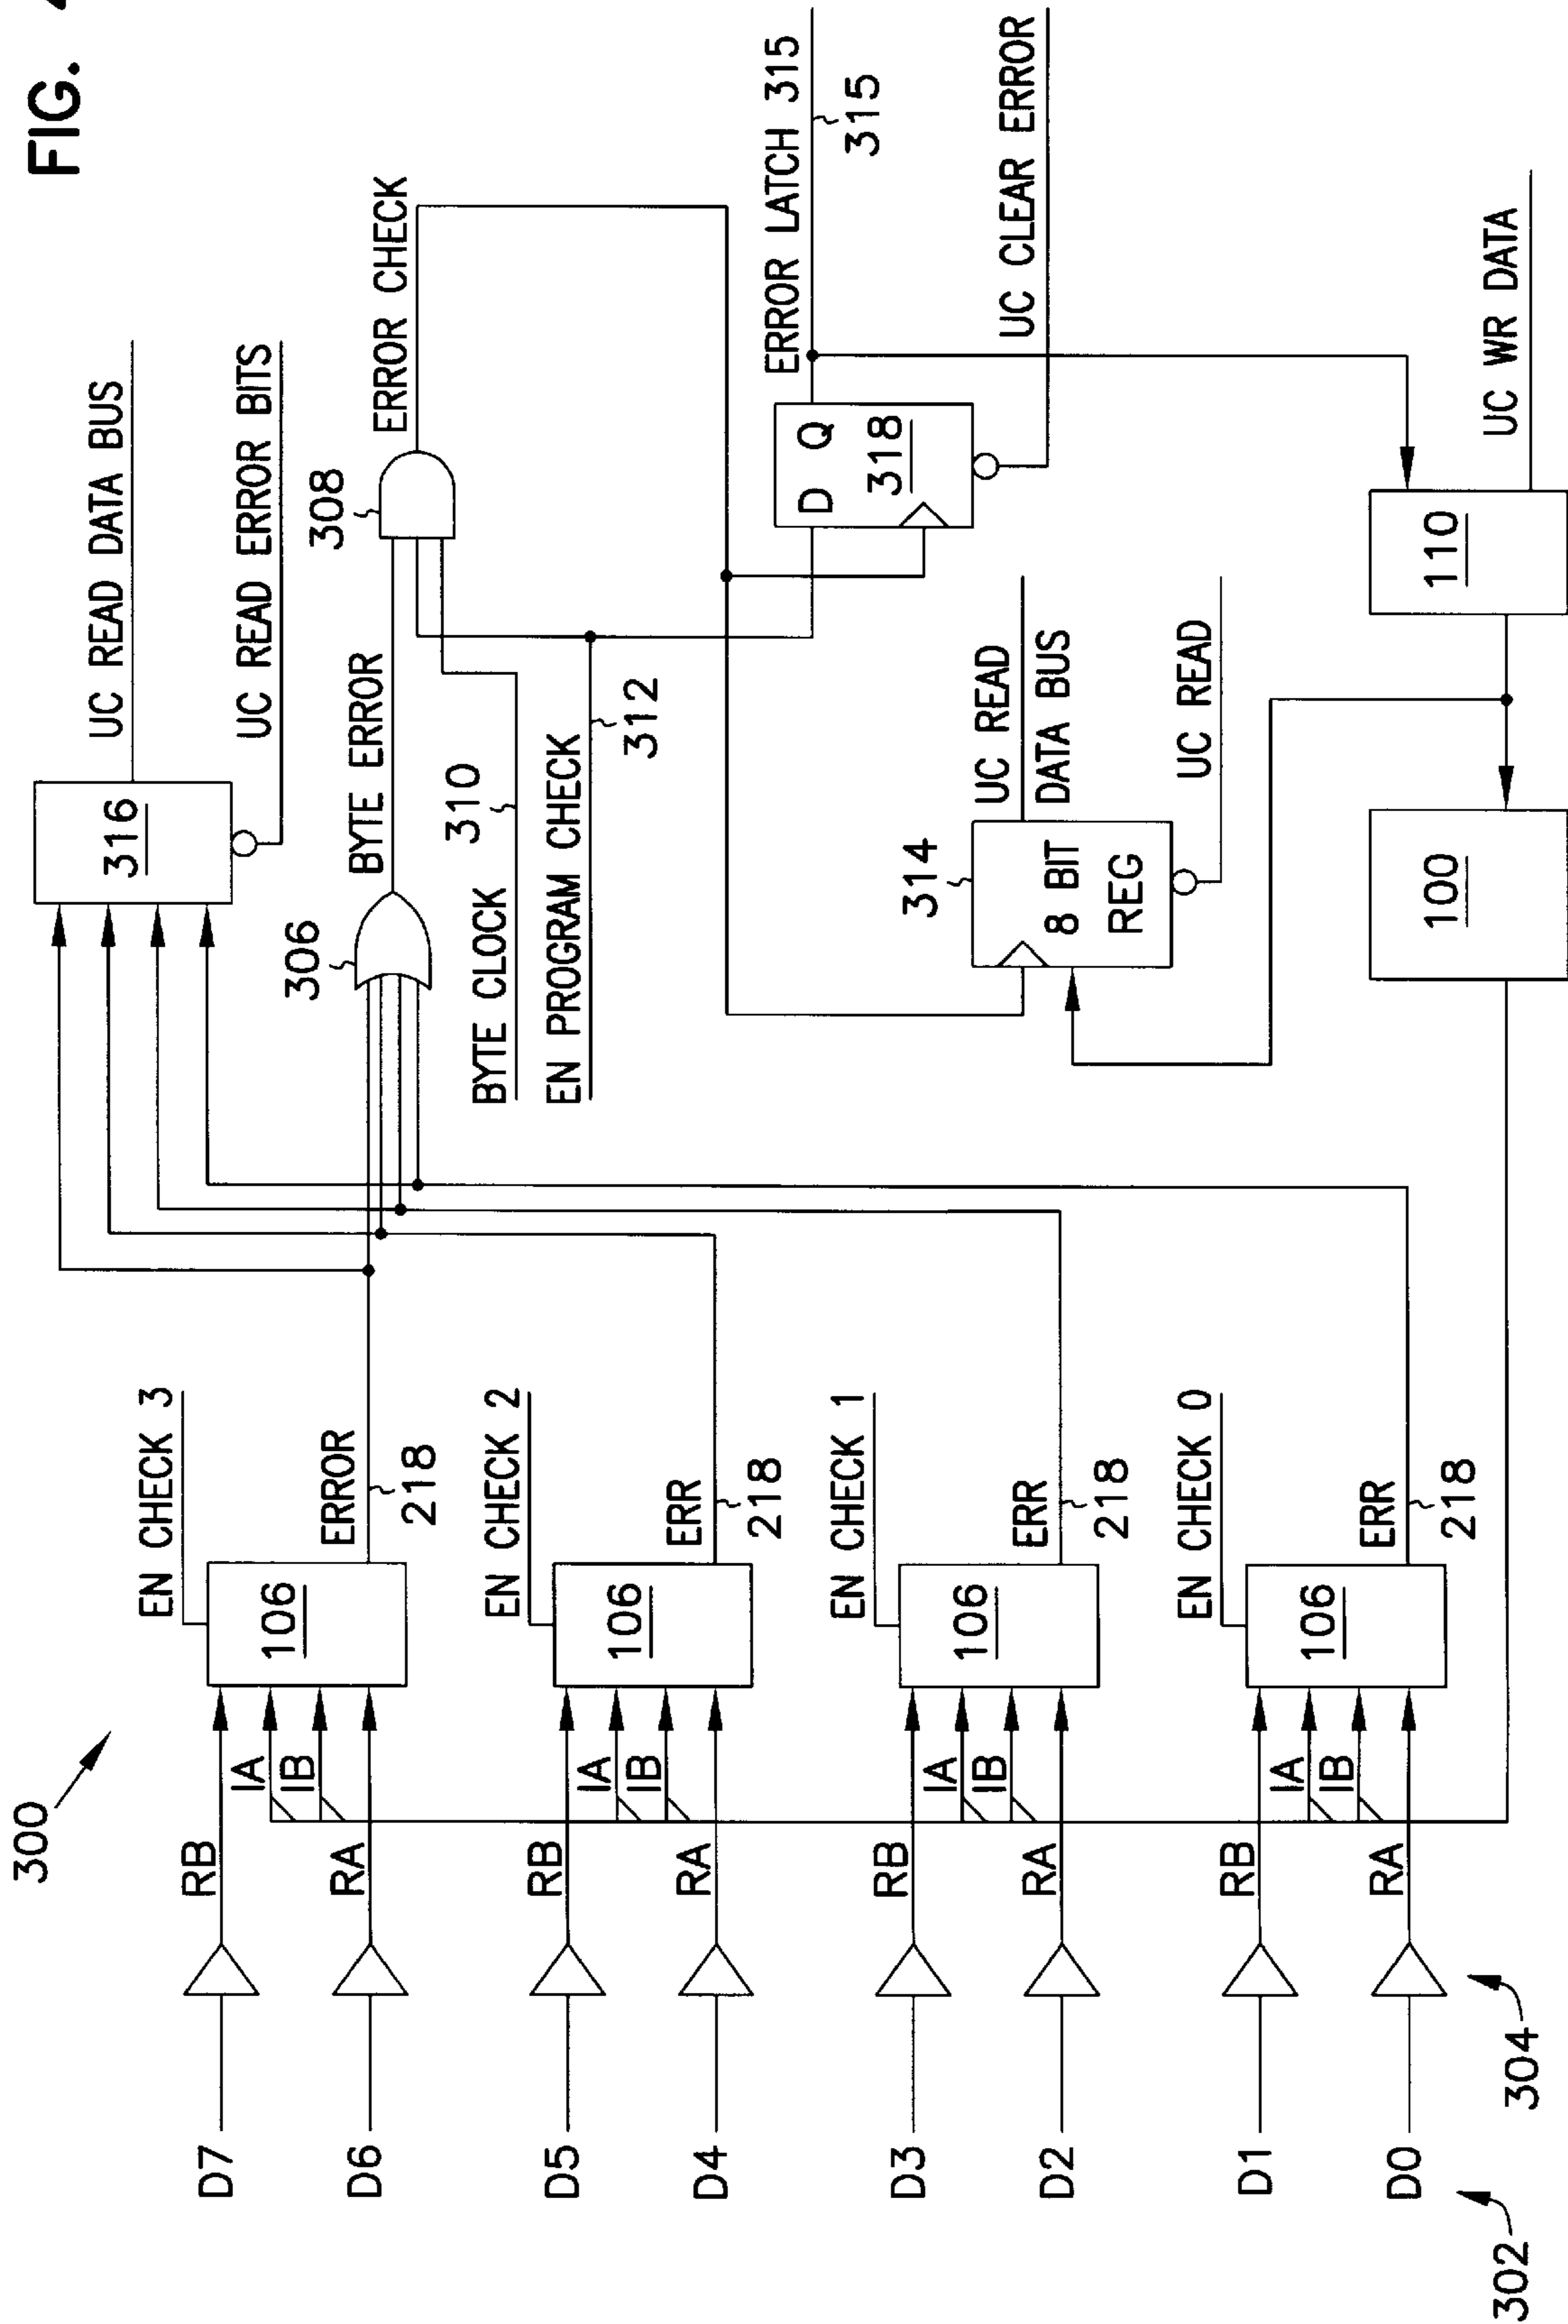 FIG. 4
300
UC READ DATA BUS
316
UC READ ERROR BITS
EN CHECK 3
RB
IA
IB
RA
106
ERROR
218
D7
D6
306
BYTE ERROR
308
ERROR CHECK
BYTE CLOCK
310
EN PROGRAM CHECK
312
EN CHECK 2
RB
IA
IB
RA
106
ERR
218
D5
D4
ERROR LATCH 315
315
D Q
318
UC CLEAR ERROR
EN CHECK 1
RB
IA
IB
RA
106
ERR
218
D3
D2
314
8 BIT
REG
UC READ
DATA BUS
UC READ
EN CHECK 0
RB
IA
IB
RA
106
ERR
218
D1
D0
100
110
UC WR DATA
302
304